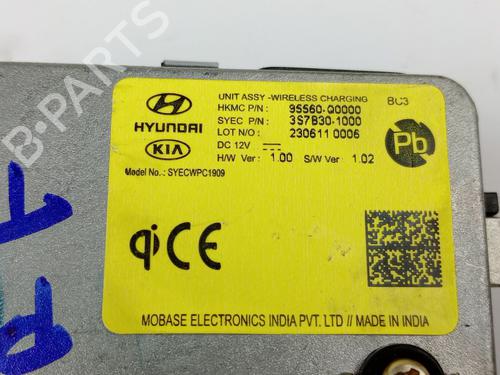 UNIT ASSY-WIRELESS CHARGING BC3
HKMC P/N : 95560-Q0000
SYEC P/N : 3S7B30-1000
LOT N/O : 230611 0006
DC 12V
H/W Ver : 1.00 S/W Ver : 1.02
HYUNDAI
KIA
Pb
Model No.: SYECWPC1909
qi CE
MOBASE ELECTRONICS INDIA PVT. LTD // MADE IN INDIA